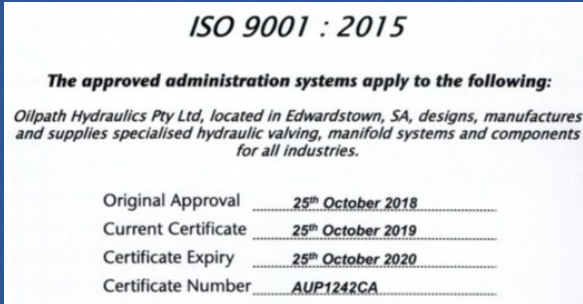 ISO 9001 : 2015
The approved administration systems apply to the following:
Oilpath Hydraulics Pty Ltd, located in Edwardstown, SA, designs, manufactures
and supplies specialised hydraulic valving, manifold systems and components
for all industries.
Original Approval 25th October 2018
Current Certificate 25th October 2019
Certificate Expiry 25th October 2020
Certificate Number AUP1242CA